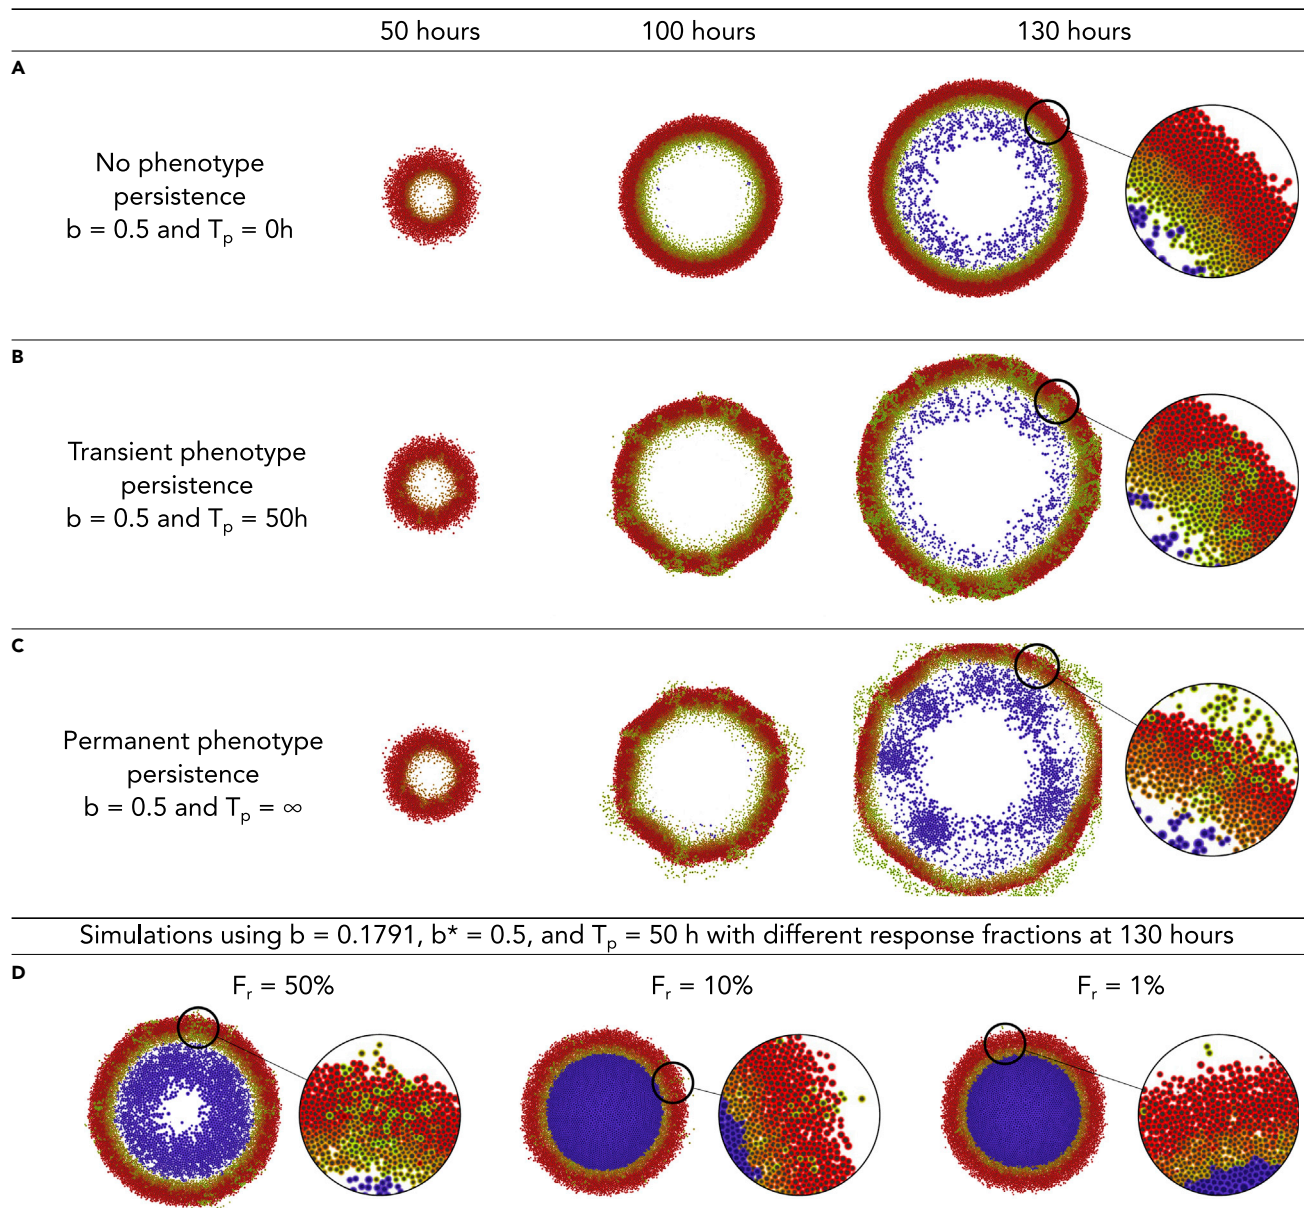 50 hours 100 hours 130 hours
A
No phenotype
persistence
b = 0.5 and Tₚ = 0h
B
Transient phenotype
persistence
b = 0.5 and Tₚ = 50h
C
Permanent phenotype
persistence
b = 0.5 and Tₚ = ∞
Simulations using b = 0.1791, b* = 0.5, and Tₚ = 50 h with different response fractions at 130 hours
D
Fᵣ = 50% Fᵣ = 10% Fᵣ = 1%